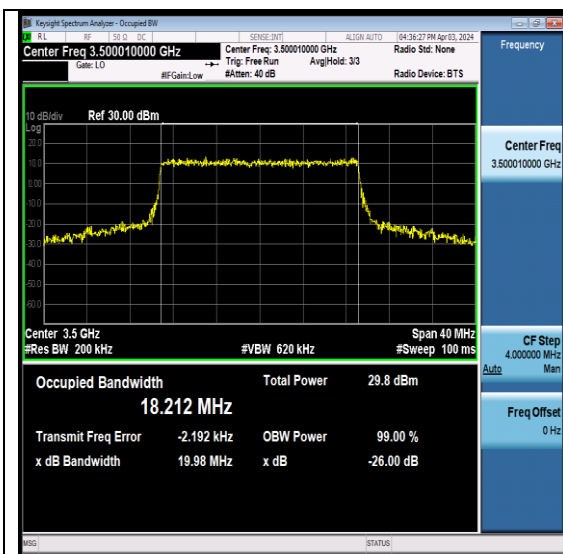 Keysight Spectrum Analyzer - Occupied BW
RL RF 50 Ω DC SENSE:INT ALIGN AUTO 04:36:27 PM Apr 03, 2024
Center Freq 3.500010000 GHz Center Freq: 3.500010000 GHz Radio Std: None Frequency
Gate: LO Trig: Free Run Avg|Hold: 3/3
#IFGain:Low #Atten: 40 dB Radio Device: BTS
10 dB/div Ref 30.00 dBm
Log
20.0
10.0
0.00
-10.0
-20.0
-30.0
-40.0
-50.0
-60.0
Center 3.5 GHz Span 40 MHz
#Res BW 200 kHz #VBW 620 kHz #Sweep 100 ms
Occupied Bandwidth Total Power 29.8 dBm
18.212 MHz
Transmit Freq Error -2.192 kHz OBW Power 99.00 %
x dB Bandwidth 19.98 MHz x dB -26.00 dB
Center Freq
3.500010000 GHz
CF Step
4.000000 MHz
Auto Man
Freq Offset
0 Hz
MSG STATUS